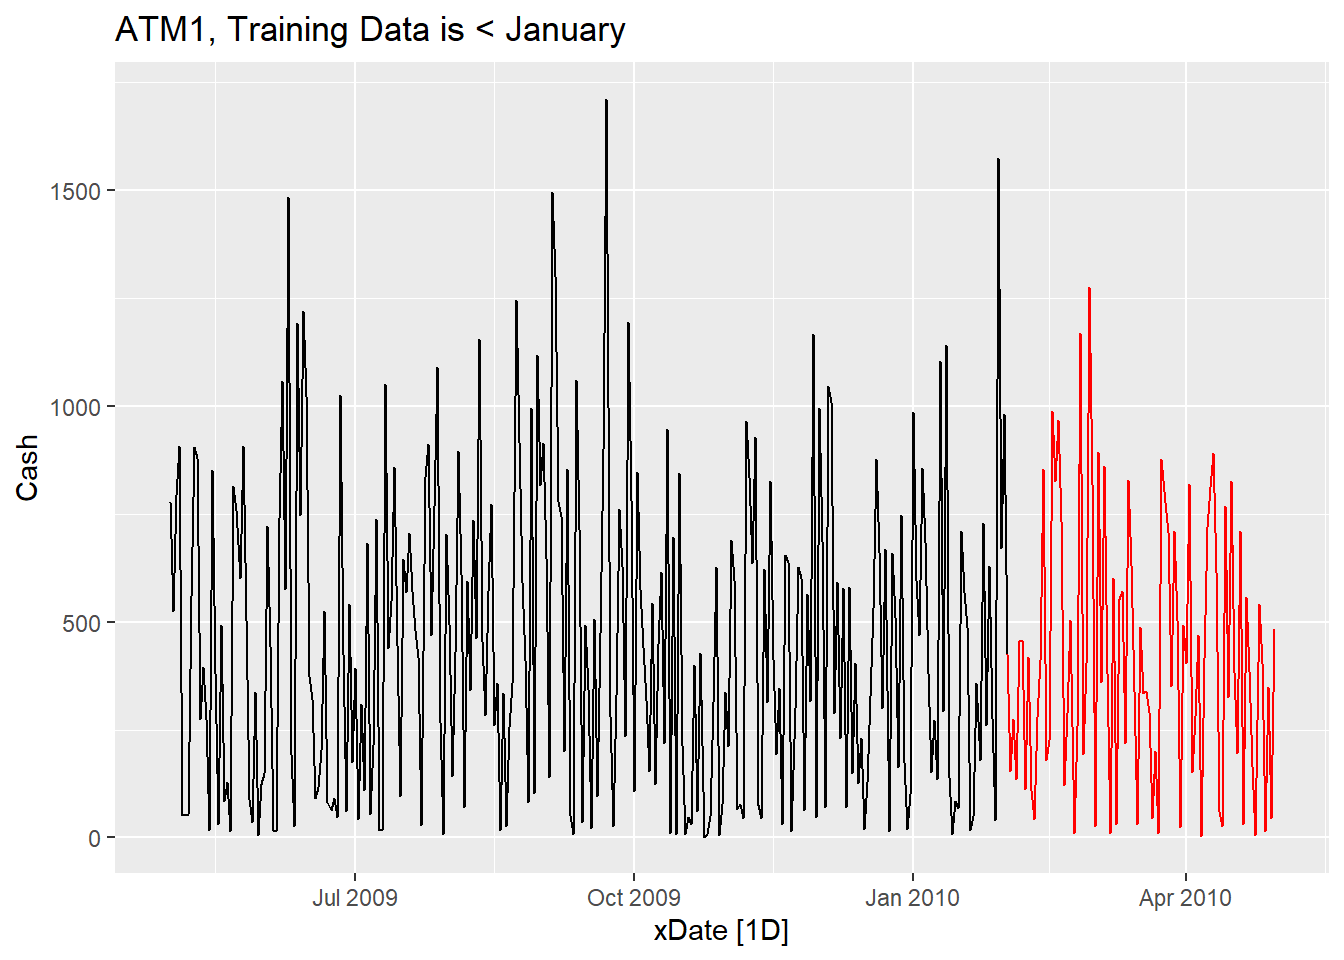 ATM1, Training Data is < January
1500
1000
500
0
Cash
Jul 2009
Oct 2009
Jan 2010
Apr 2010
xDate [1D]